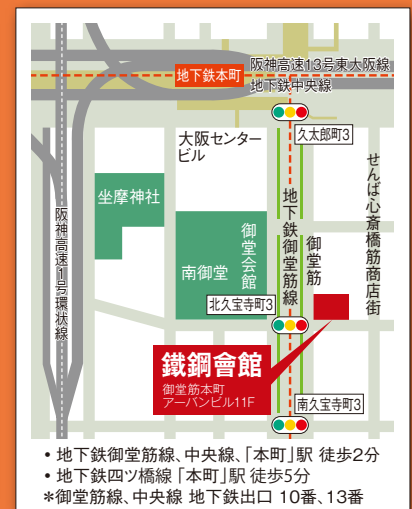 阪神高速13号東大阪線
地下鉄本町
地下鉄中央線
久太郎町3
大阪センター
ビル
せんば心斎橋筋商店街
坐摩神社
地下鉄御堂筋線
阪神高速1号環状線
御堂会館
御堂筋
南御堂
北久宝寺町3
鐵鋼會館
御堂筋本町
アーバンビル11F
南久宝寺町3
・地下鉄御堂筋線、中央線、「本町」駅 徒歩2分
・地下鉄四ツ橋線「本町」駅 徒歩5分
*御堂筋線、中央線 地下鉄出口 10番、13番